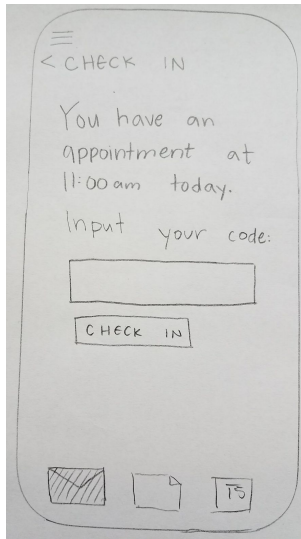 < CHECK IN
You have an
appointment at
11:00 am today.
Input your code:
CHECK IN
15